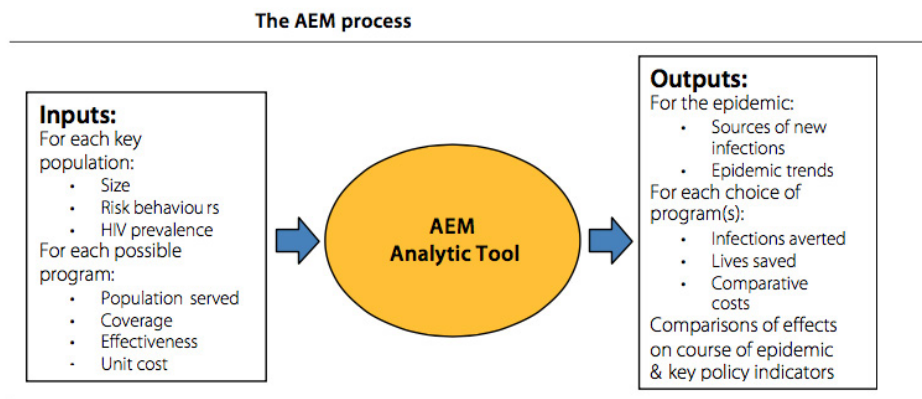 The AEM process
Inputs:
For each key
population:
• Size
• Risk behaviours
• HIV prevalence
For each possible
program:
• Population served
• Coverage
• Effectiveness
- Unit cost
AEM
Analytic Tool
Outputs:
For the epidemic:
• Sources of new
infections
• Epidemic trends
For each choice of
program(s):
• Infections averted
• Lives saved
• Comparative
costs
Comparisons of effects
on course of epidemic
& key policy indicators